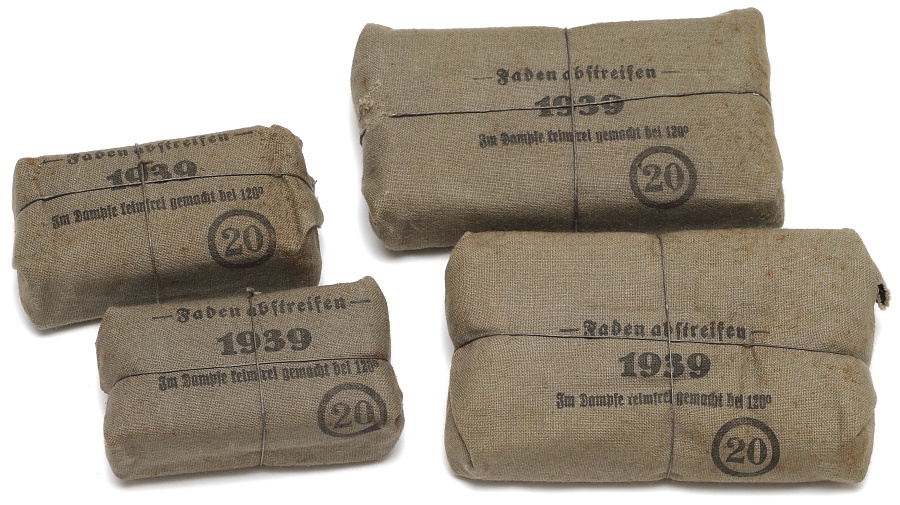 — Faden abstreifen —
1939
Im Dampfe keimfrei gemacht bei 120°
20
— Faden abstreifen —
1939
Im Dampfe keimfrei gemacht bei 120°
20
— Faden abstreifen —
1939
Im Dampfe keimfrei gemacht bei 120°
20
— Faden abstreifen —
1939
Im Dampfe keimfrei gemacht bei 120°
20